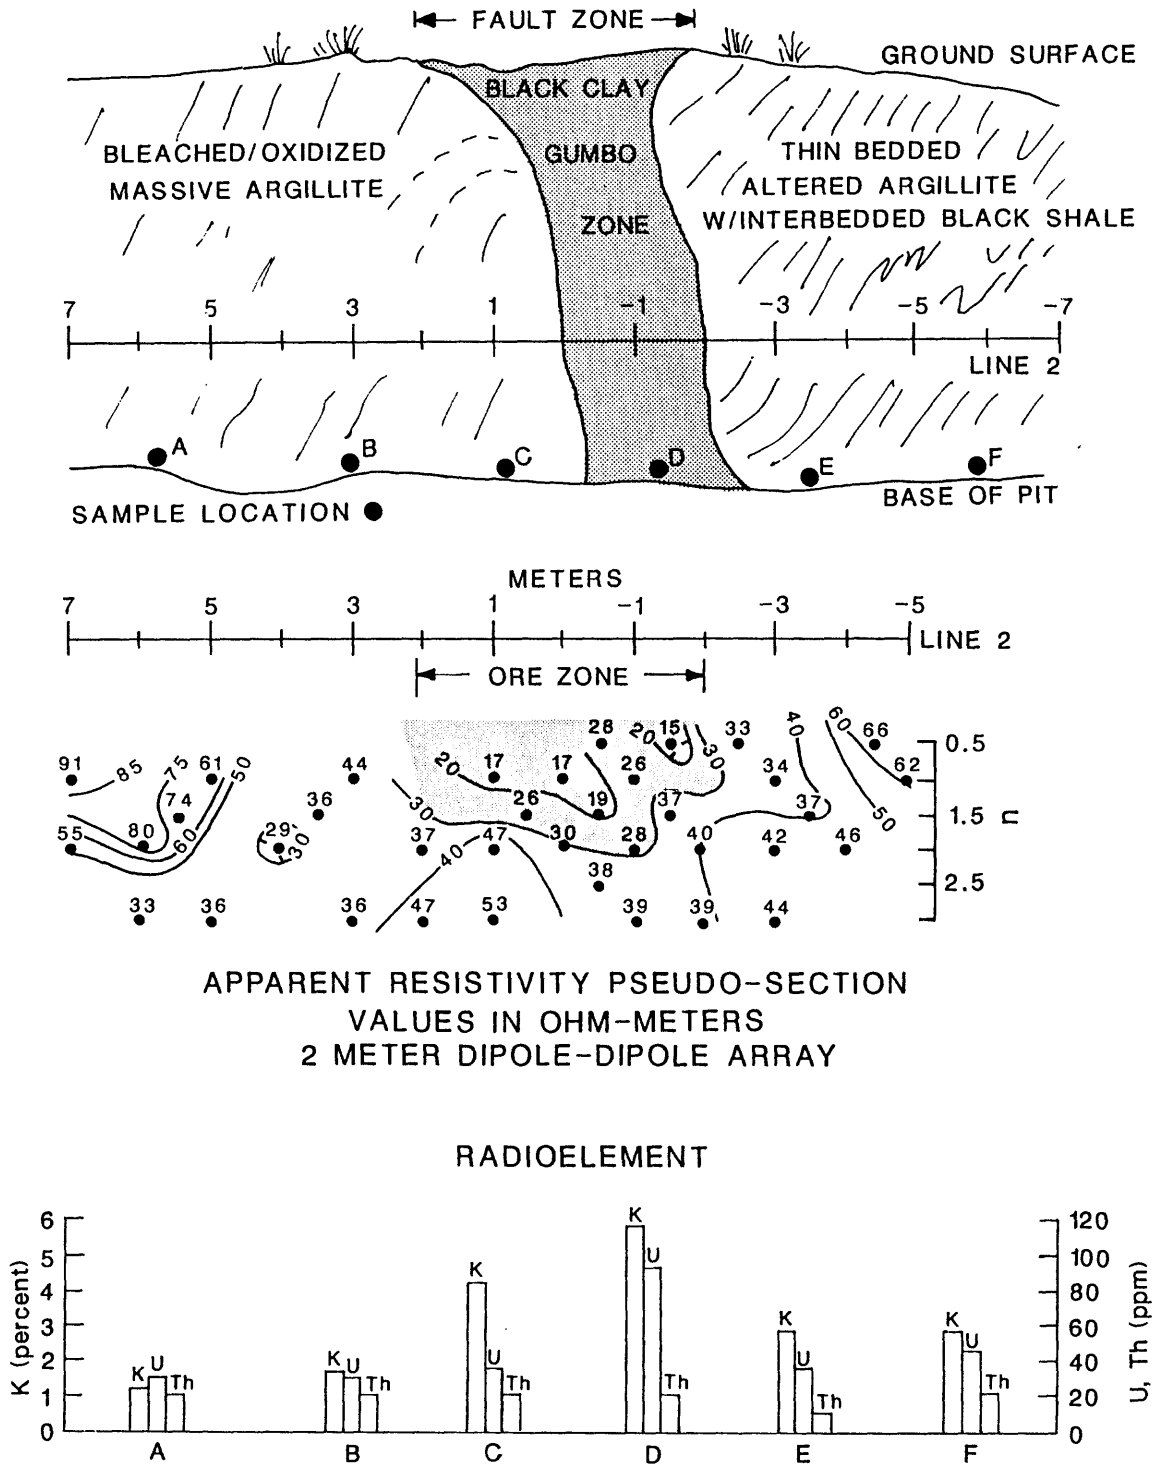 FAULT ZONE
GROUND SURFACE
BLACK CLAY
GUMBO
ZONE
BLEACHED/OXIDIZED
MASSIVE ARGILLITE
THIN BEDDED
ALTERED ARGILLITE
W/INTERBEDDED BLACK SHALE
7 5 3 1 -1 -3 -5 -7
LINE 2
A B C D E F
BASE OF PIT
SAMPLE LOCATION
METERS
7 5 3 1 -1 -3 -5
LINE 2
ORE ZONE
28 20 15 33 40 60 66 0.5
91 85 75 61 50 44 20 17 17 26 30 34 62
74 36 30 26 19 37 37 50 1.5 n
55 80 60 29 30 37 47 30 28 40 42 46
40 38 2.5
33 36 36 47 53 39 39 44
APPARENT RESISTIVITY PSEUDO-SECTION
VALUES IN OHM-METERS
2 METER DIPOLE-DIPOLE ARRAY
RADIOELEMENT
K (percent)
6
5
4
3
2
1
0
K U Th
K U Th
K U Th
K U Th
K U Th
K U Th
A B C D E F
120
100
80
60
40
20
0
U, Th (ppm)